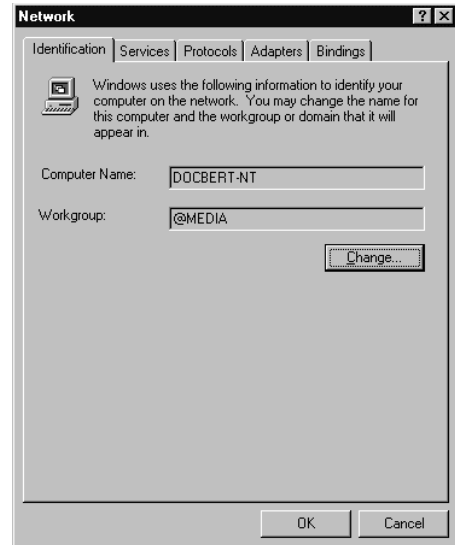 Network
Identification Services Protocols Adapters Bindings
Windows uses the following information to identify your
computer on the network. You may change the name for
this computer and the workgroup or domain that it will
appear in.
Computer Name: DOCBERT-NT
Workgroup: @MEDIA
Change...
OK Cancel